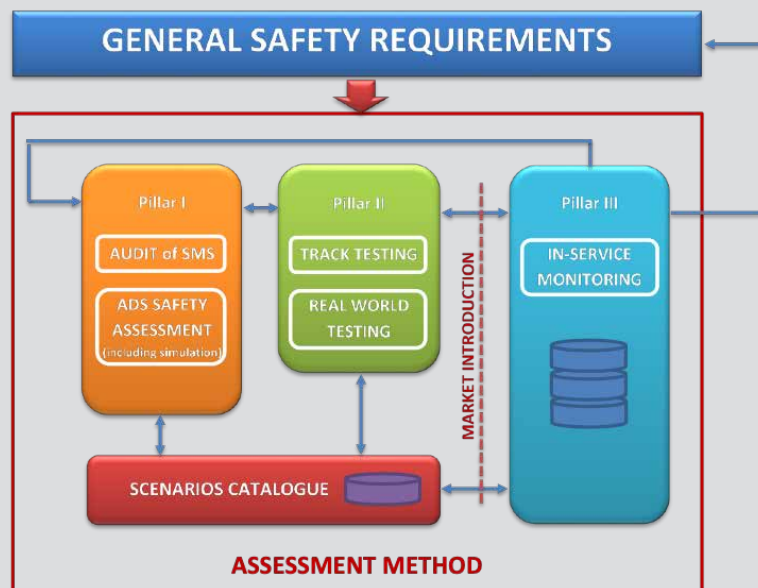 GENERAL SAFETY REQUIREMENTS
Pillar I
AUDIT of SMS
ADS SAFETY
ASSESSMENT
(including simulation)
Pillar II
TRACK TESTING
REAL WORLD
TESTING
MARKET INTRODUCTION
Pillar III
IN-SERVICE
MONITORING
SCENARIOS CATALOGUE
ASSESSMENT METHOD